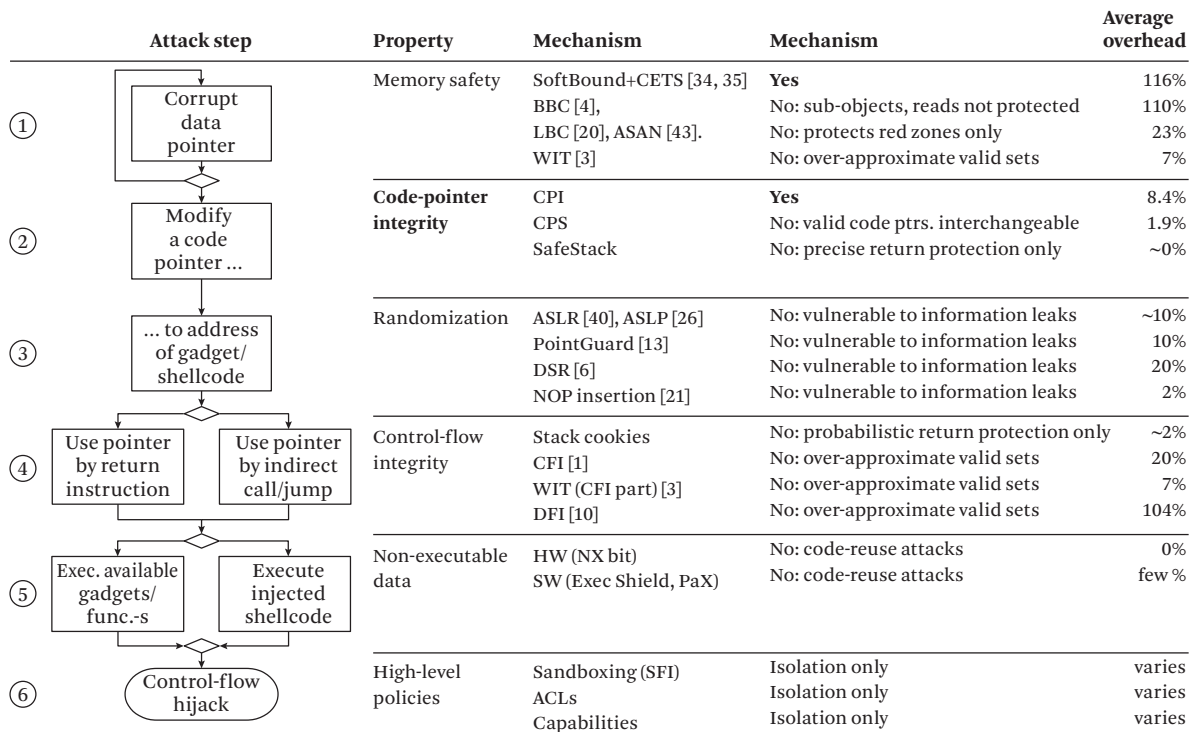 Attack step Property Mechanism Mechanism Average overhead
① Corrupt data pointer
Memory safety SoftBound+CETS [34, 35] Yes 116%
BBC [4], No: sub-objects, reads not protected 110%
LBC [20], ASAN [43]. No: protects red zones only 23%
WIT [3] No: over-approximate valid sets 7%
② Modify a code pointer ...
Code-pointer integrity CPI Yes 8.4%
CPS No: valid code ptrs. interchangeable 1.9%
SafeStack No: precise return protection only ~0%
③ ... to address of gadget/ shellcode
Randomization ASLR [40], ASLP [26] No: vulnerable to information leaks ~10%
PointGuard [13] No: vulnerable to information leaks 10%
DSR [6] No: vulnerable to information leaks 20%
NOP insertion [21] No: vulnerable to information leaks 2%
④ Use pointer by return instruction
Use pointer by indirect call/jump
Control-flow integrity Stack cookies No: probabilistic return protection only ~2%
CFI [1] No: over-approximate valid sets 20%
WIT (CFI part) [3] No: over-approximate valid sets 7%
DFI [10] No: over-approximate valid sets 104%
⑤ Exec. available gadgets/ func.-s
Execute injected shellcode
Non-executable data HW (NX bit) No: code-reuse attacks 0%
SW (Exec Shield, PaX) No: code-reuse attacks few %
⑥ Control-flow hijack
High-level policies Sandboxing (SFI) Isolation only varies
ACLs Isolation only varies
Capabilities Isolation only varies